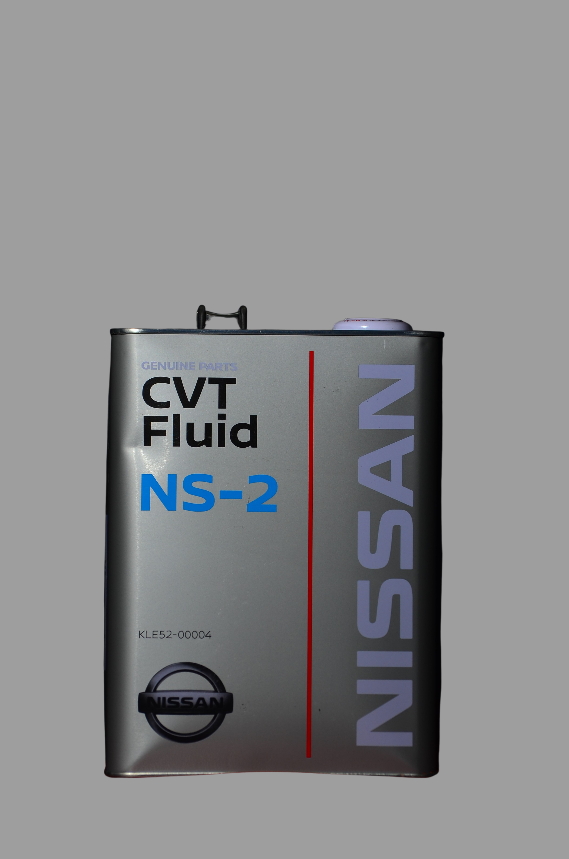 GENUINE PARTS
CVT
Fluid
NS-2
KLE52-00004
NISSAN
NISSAN